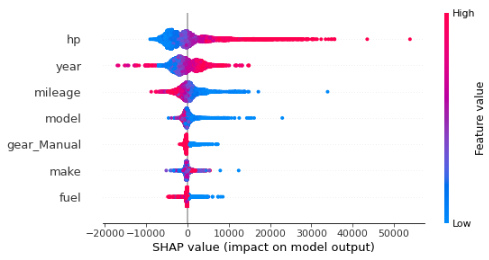 High
hp
year
mileage
model
gear_Manual
make
fuel
Low
Feature value
−20000 −10000 0 10000 20000 30000 40000 50000
SHAP value (impact on model output)